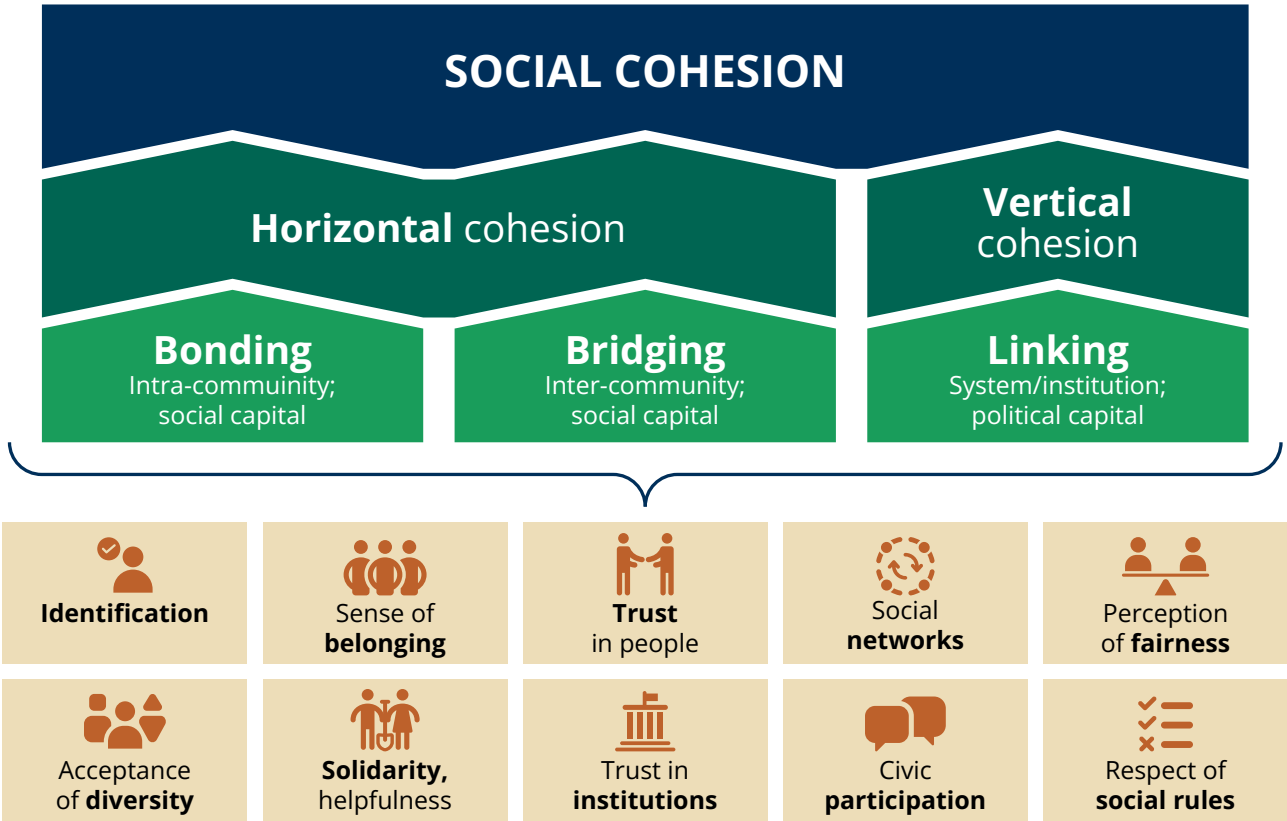 SOCIAL COHESION
Horizontal cohesion
Vertical
cohesion
Bonding
Intra-commuinity;
social capital
Bridging
Inter-community;
social capital
Linking
System/institution;
political capital
Identification
Sense of
belonging
Trust
in people
Social
networks
Perception
of fairness
Acceptance
of diversity
Solidarity,
helpfulness
Trust in
institutions
Civic
participation
Respect of
social rules